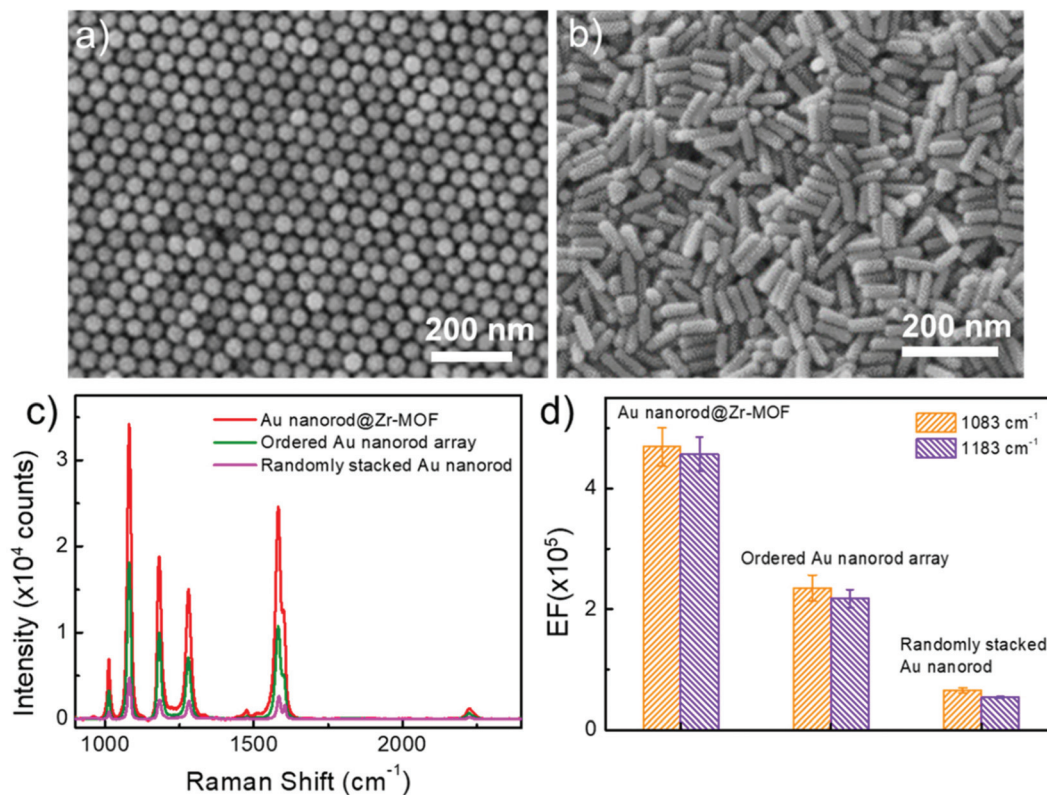 a)
200 nm
b)
200 nm
c)
Au nanorod@Zr-MOF
Ordered Au nanorod array
Randomly stacked Au nanorod
Intensity (x10⁴ counts)
3
2
1
0
1000
1500
2000
Raman Shift (cm⁻¹)
d)
Au nanorod@Zr-MOF
1083 cm⁻¹
1183 cm⁻¹
Ordered Au nanorod array
Randomly stacked
Au nanorod
EF(x10⁵)
4
2
0